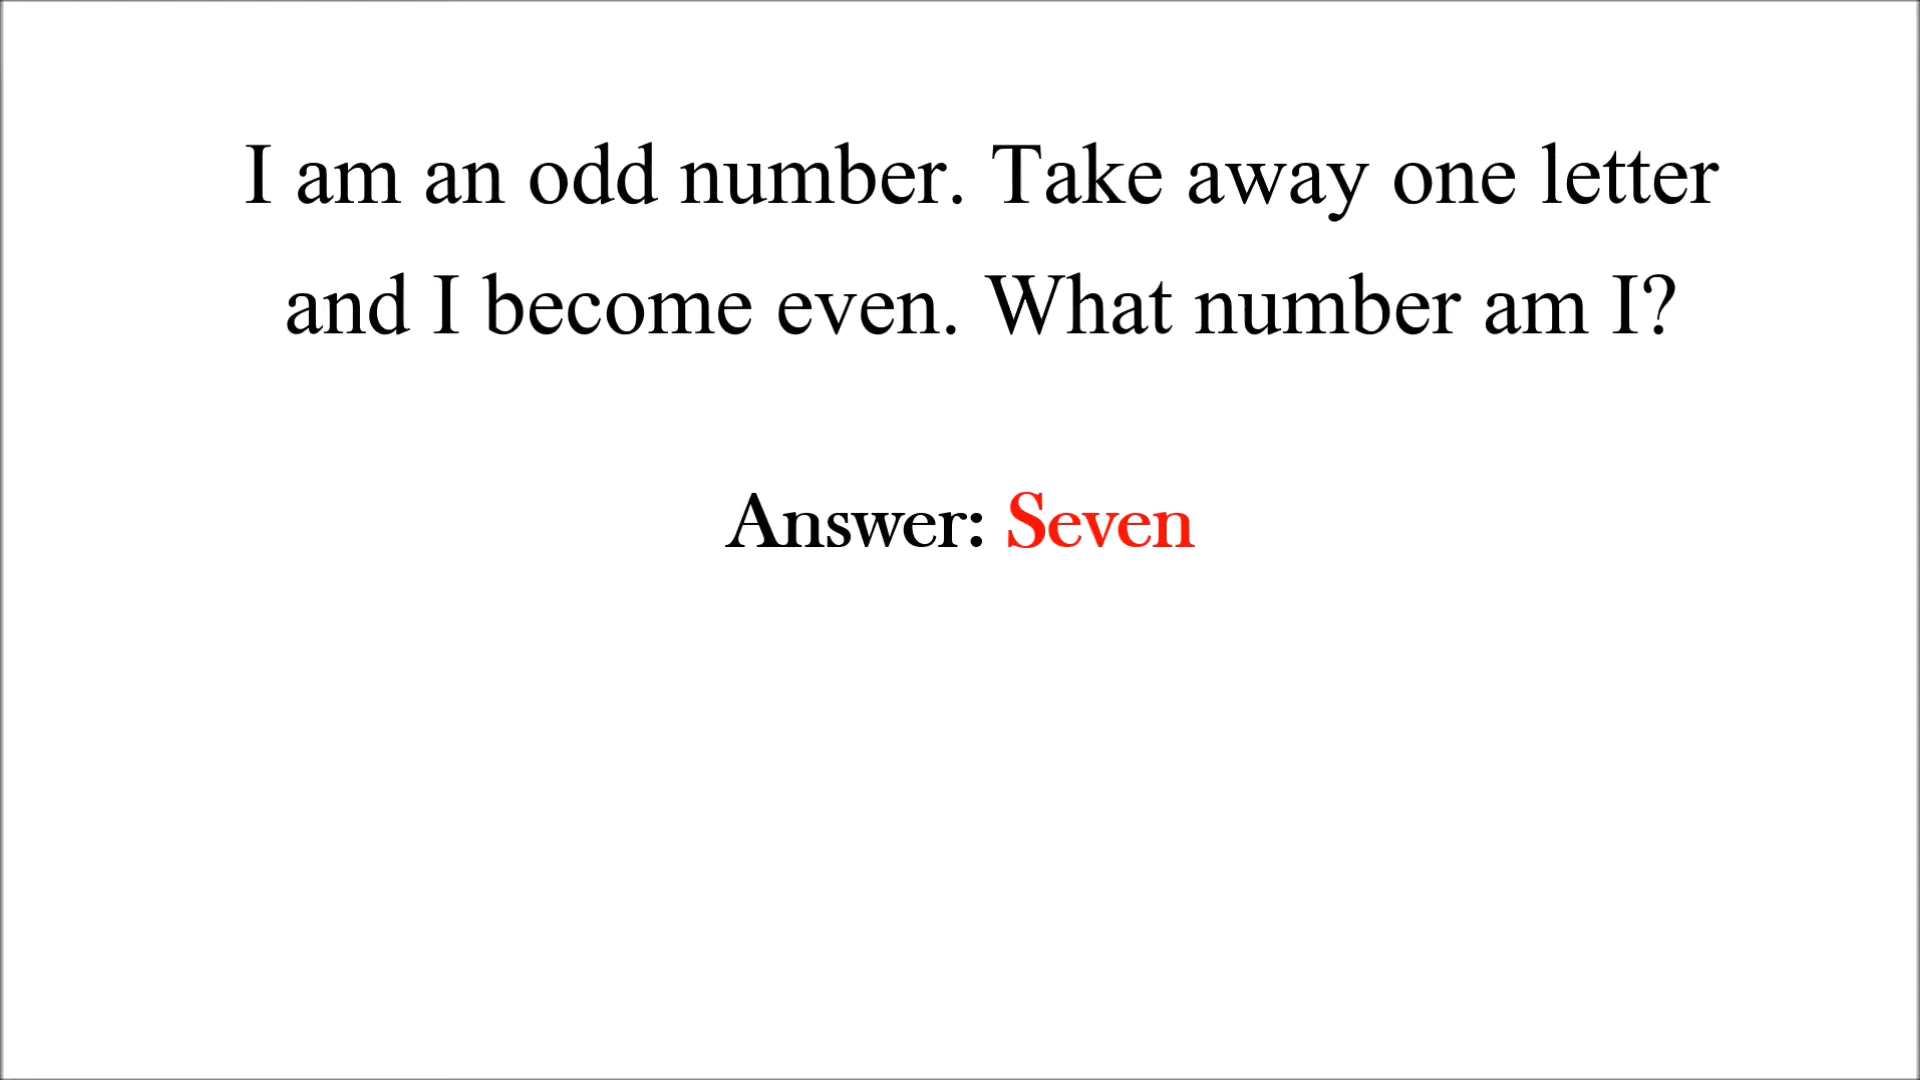 I am an odd number. Take away one letter
and I become even. What number am I?
Answer: Seven